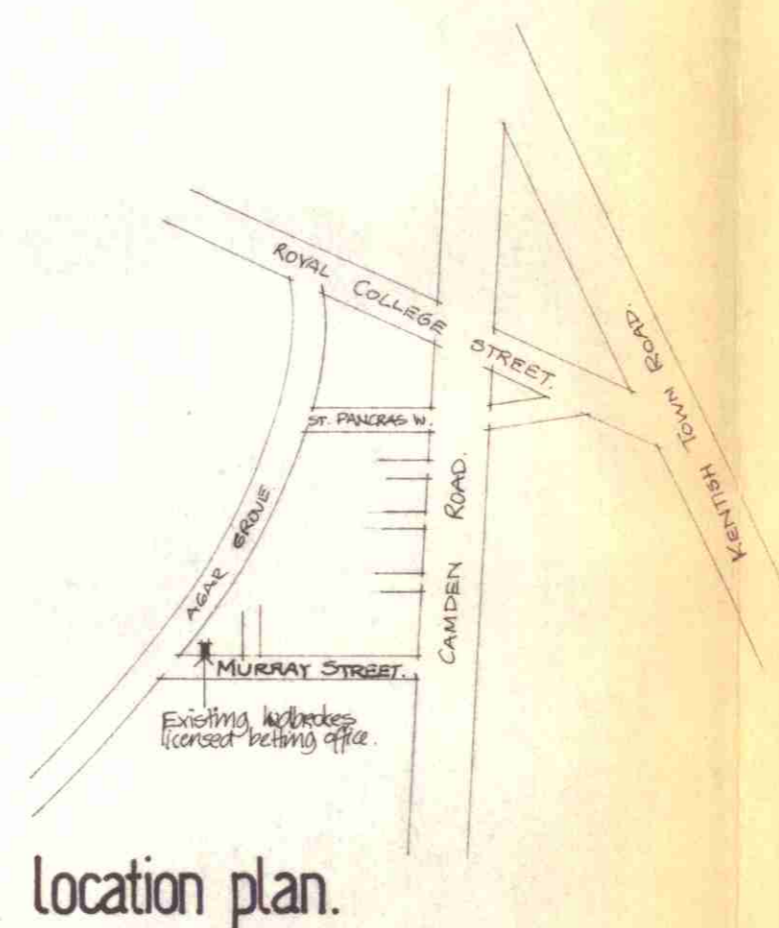 ROYAL COLLEGE STREET.
KENTISH TOWN ROAD.
ST. PANCRAS W.
CAMDEN ROAD.
AGAR GROVE
MURRAY STREET.
Existing ladbrokes
licensed betting office.
location plan.